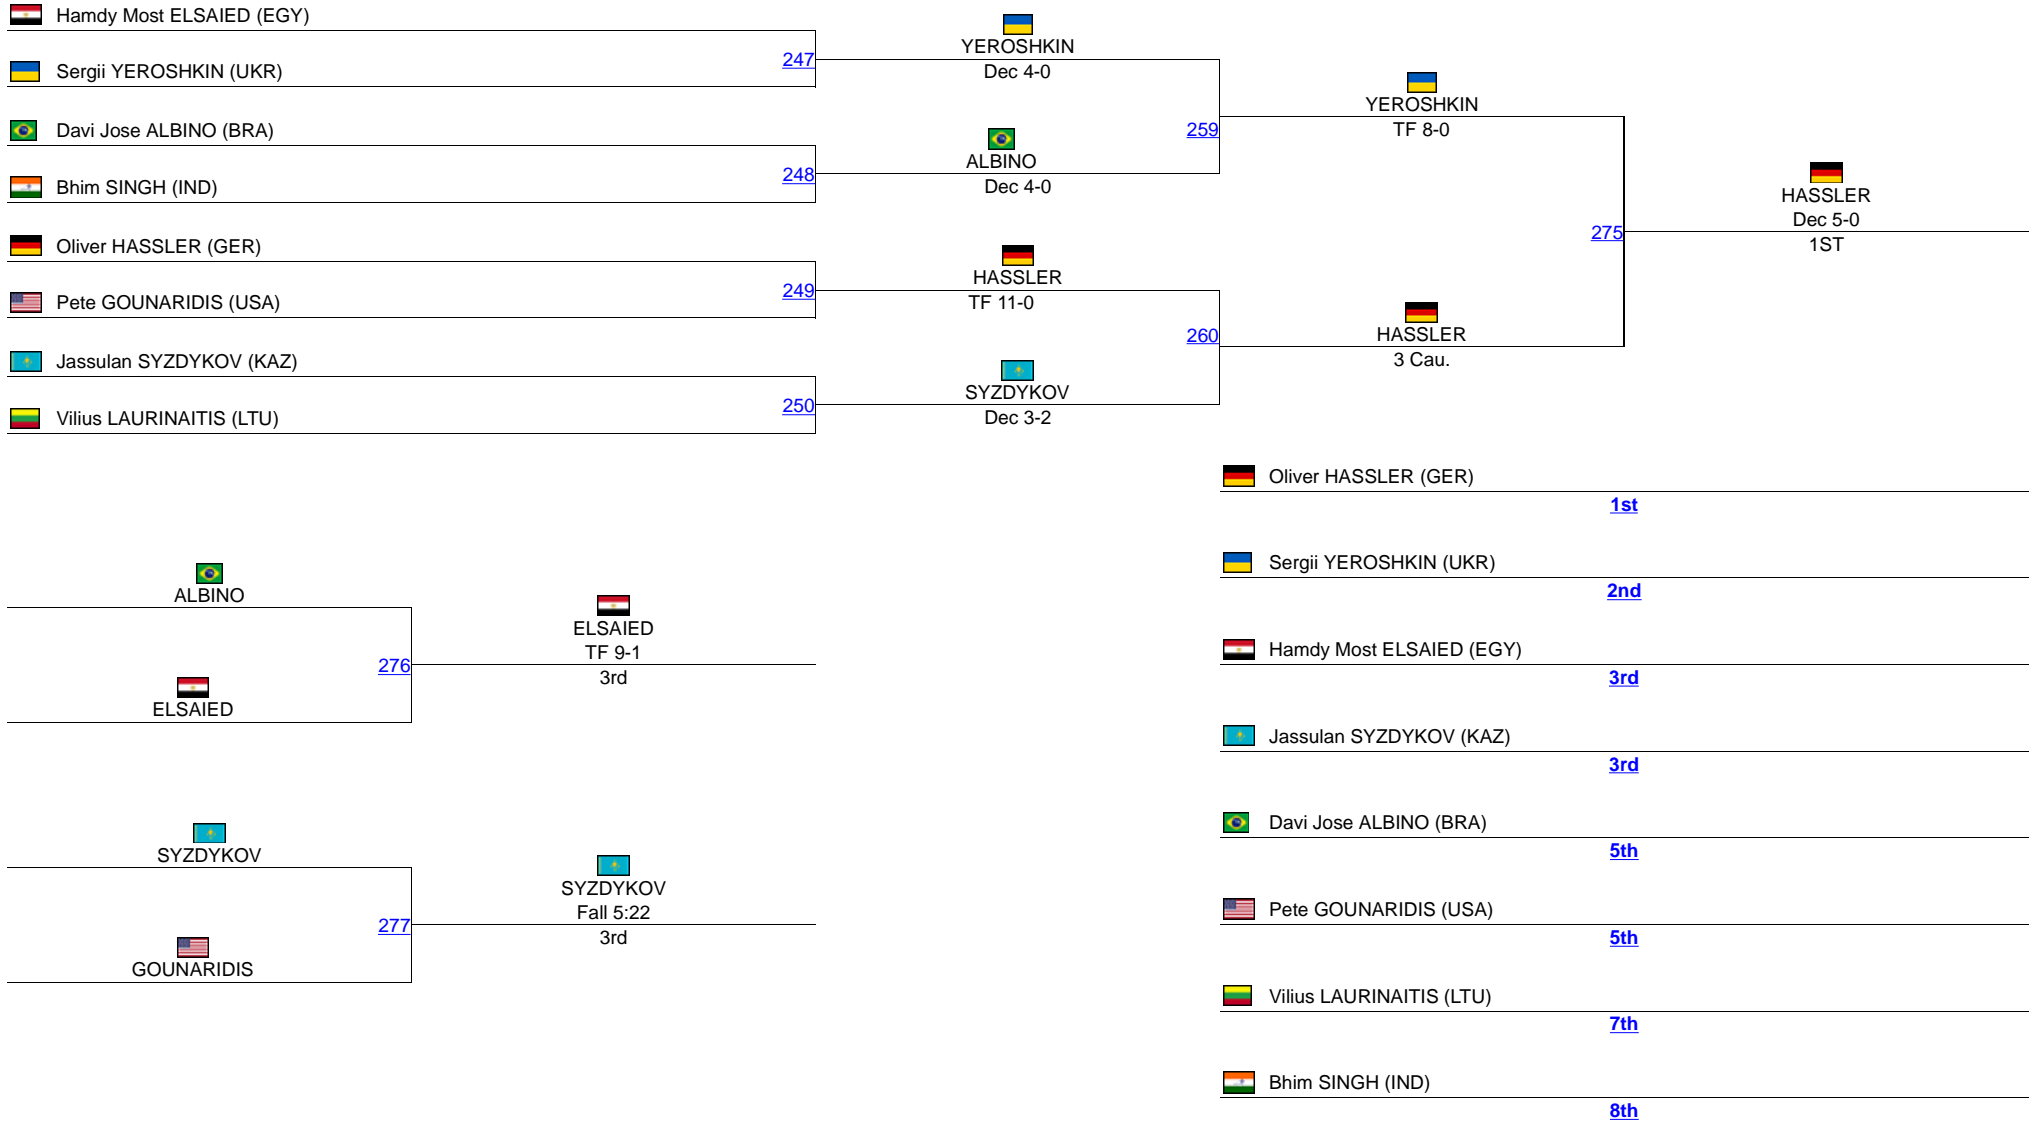 Hamdy Most ELSAIED (EGY)
Sergii YEROSHKIN (UKR)
247
YEROSHKIN
Dec 4-0
Davi Jose ALBINO (BRA)
Bhim SINGH (IND)
248
ALBINO
Dec 4-0
259
YEROSHKIN
TF 8-0
Oliver HASSLER (GER)
Pete GOUNARIDIS (USA)
249
HASSLER
TF 11-0
Jassulan SYZDYKOV (KAZ)
Vilius LAURINAITIS (LTU)
250
SYZDYKOV
Dec 3-2
260
HASSLER
3 Cau.
275
HASSLER
Dec 5-0
1ST
ALBINO
ELSAIED
276
ELSAIED
TF 9-1
3rd
SYZDYKOV
GOUNARIDIS
277
SYZDYKOV
Fall 5:22
3rd
Oliver HASSLER (GER)
1st
Sergii YEROSHKIN (UKR)
2nd
Hamdy Most ELSAIED (EGY)
3rd
Jassulan SYZDYKOV (KAZ)
3rd
Davi Jose ALBINO (BRA)
5th
Pete GOUNARIDIS (USA)
5th
Vilius LAURINAITIS (LTU)
7th
Bhim SINGH (IND)
8th